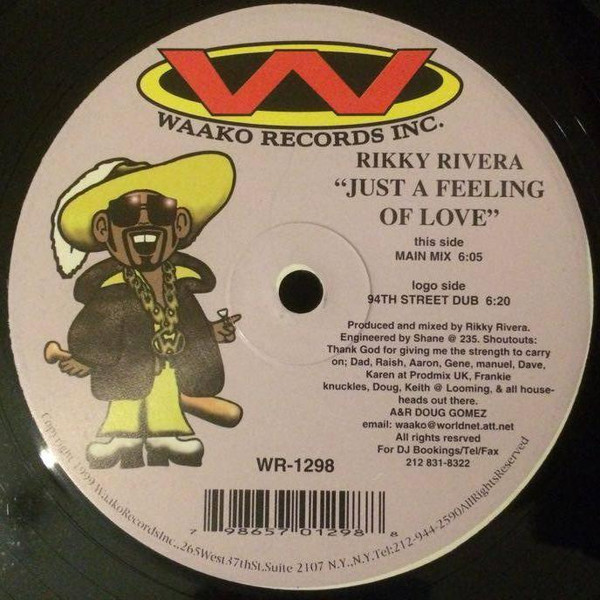 W
WAAKO RECORDS INC.
RIKKY RIVERA
“JUST A FEELING
OF LOVE”
this side
MAIN MIX 6:05
logo side
94TH STREET DUB 6:20
Produced and mixed by Rikky Rivera.
Engineered by Shane @ 235. Shoutouts:
Thank God for giving me the strength to carry
on; Dad, Raish, Aaron, Gene, manuel, Dave,
Karen at Prodmix UK, Frankie
knuckles, Doug, Keith @ Looming, & all house-
heads out there.
A&R DOUG GOMEZ
email: waako@worldnet.att.net
All rights resrved
For DJ Bookings/Tel/Fax
212 831-8322
WR-1298
7 98657 01298 8
Copyright 1999 WaakoRecordsInc.,265West37thSt.Suite 2107 N.Y.,N.Y.Tel:212-944-2590AllRightsReserved